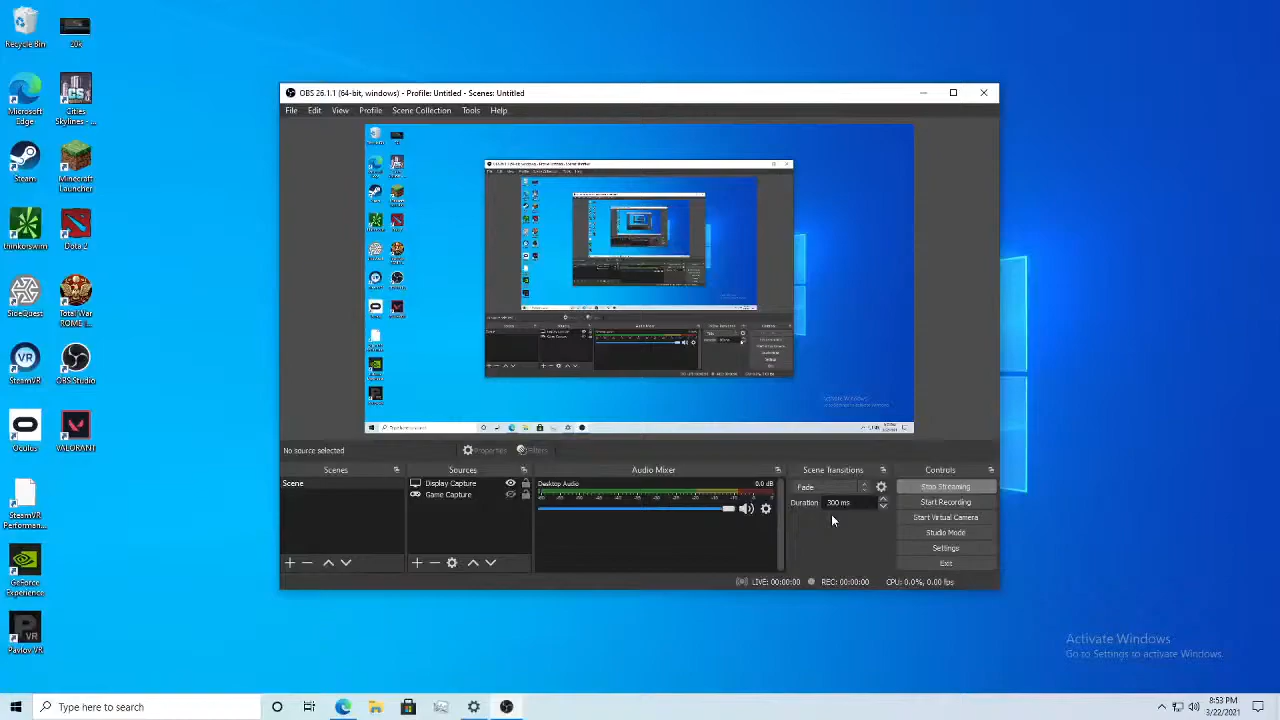 Recycle Bin
20k
Microsoft
Edge
Cities
Skylines - ...
Steam
Minecraft
Launcher
thinkorswim
Dota 2
SideQuest
Total War
ROME ...
SteamVR
OBS Studio
Oculus
VALORANT
SteamVR
Performan...
GeForce
Experience
Pavlov VR
OBS 26.1.1 (64-bit, windows) - Profile: Untitled - Scenes: Untitled
File Edit View Profile Scene Collection Tools Help
No source selected Properties Filters
Scenes
Scene
Sources
Display Capture
Game Capture
Audio Mixer
Desktop Audio 0.0 dB
Scene Transitions
Fade
Duration 300 ms
Controls
Stop Streaming
Start Recording
Start Virtual Camera
Studio Mode
Settings
Exit
LIVE: 00:00:00 REC: 00:00:00 CPU: 0.0%, 0.00 fps
Activate Windows
Go to Settings to activate Windows.
Type here to search
8:53 PM
3/22/2021